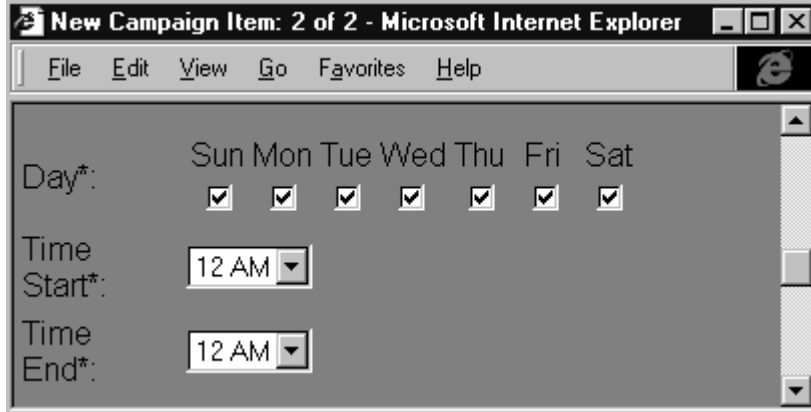 New Campaign Item: 2 of 2 - Microsoft Internet Explorer
File Edit View Go Favorites Help
Sun Mon Tue Wed Thu Fri Sat
Day*:
Time
Start*:
12 AM
Time
End*:
12 AM